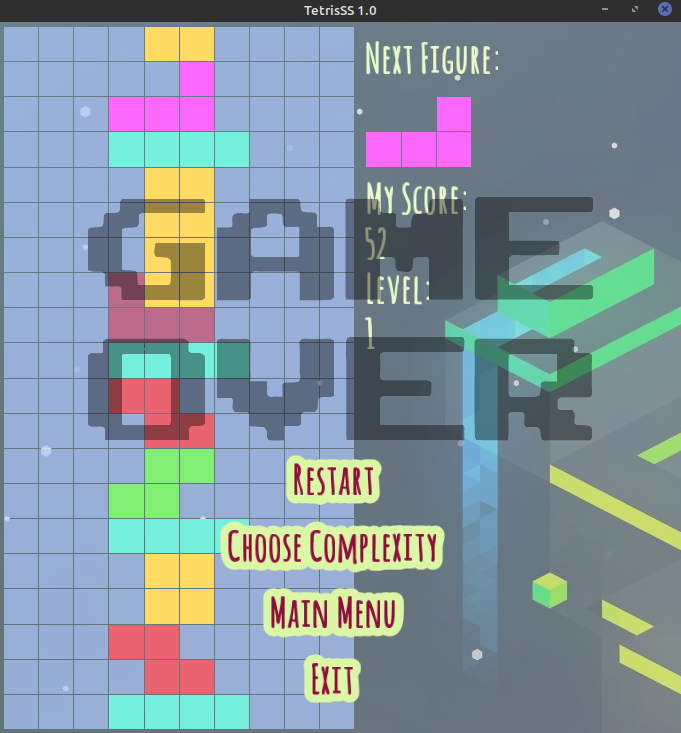 TetrisSS 1.0
Next Figure:
My Score:
52
Level:
1
GAME
OVER
Restart
Choose Complexity
Main Menu
Exit